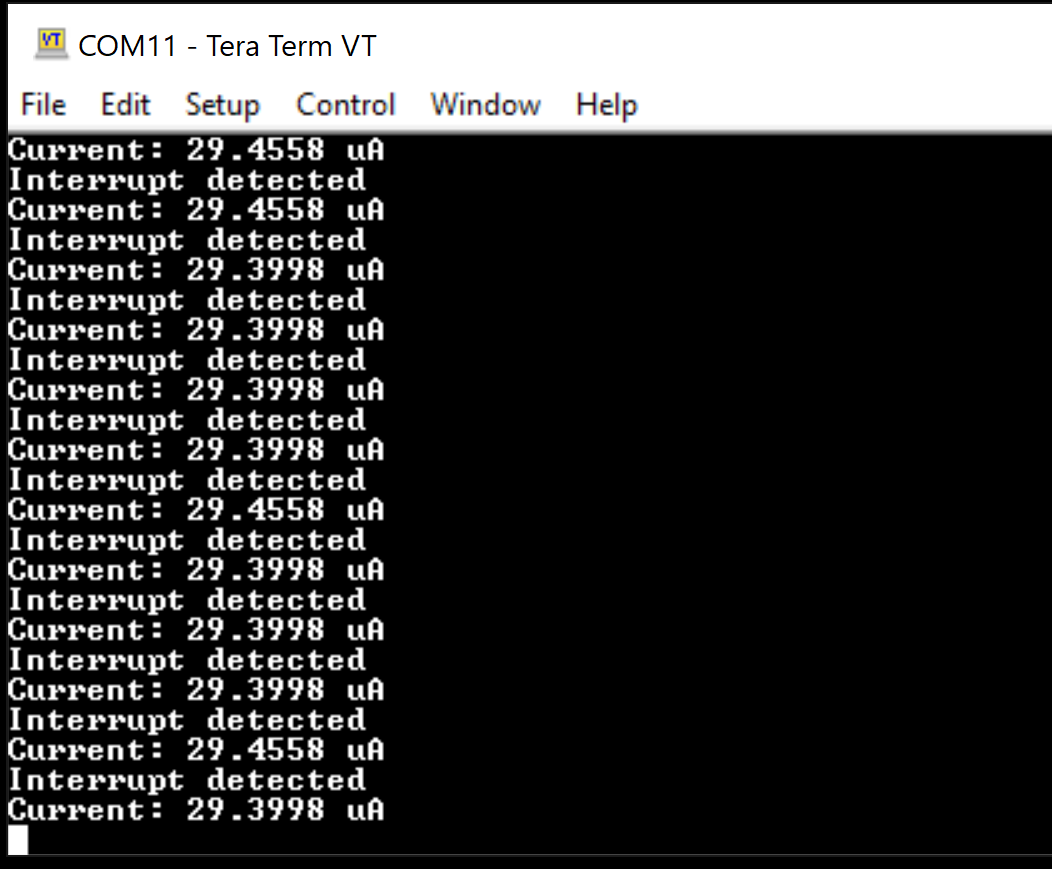 VT COM11 - Tera Term VT
File Edit Setup Control Window Help
Current: 29.4558 uA
Interrupt detected
Current: 29.4558 uA
Interrupt detected
Current: 29.3998 uA
Interrupt detected
Current: 29.3998 uA
Interrupt detected
Current: 29.3998 uA
Interrupt detected
Current: 29.3998 uA
Interrupt detected
Current: 29.4558 uA
Interrupt detected
Current: 29.3998 uA
Interrupt detected
Current: 29.3998 uA
Interrupt detected
Current: 29.3998 uA
Interrupt detected
Current: 29.4558 uA
Interrupt detected
Current: 29.3998 uA